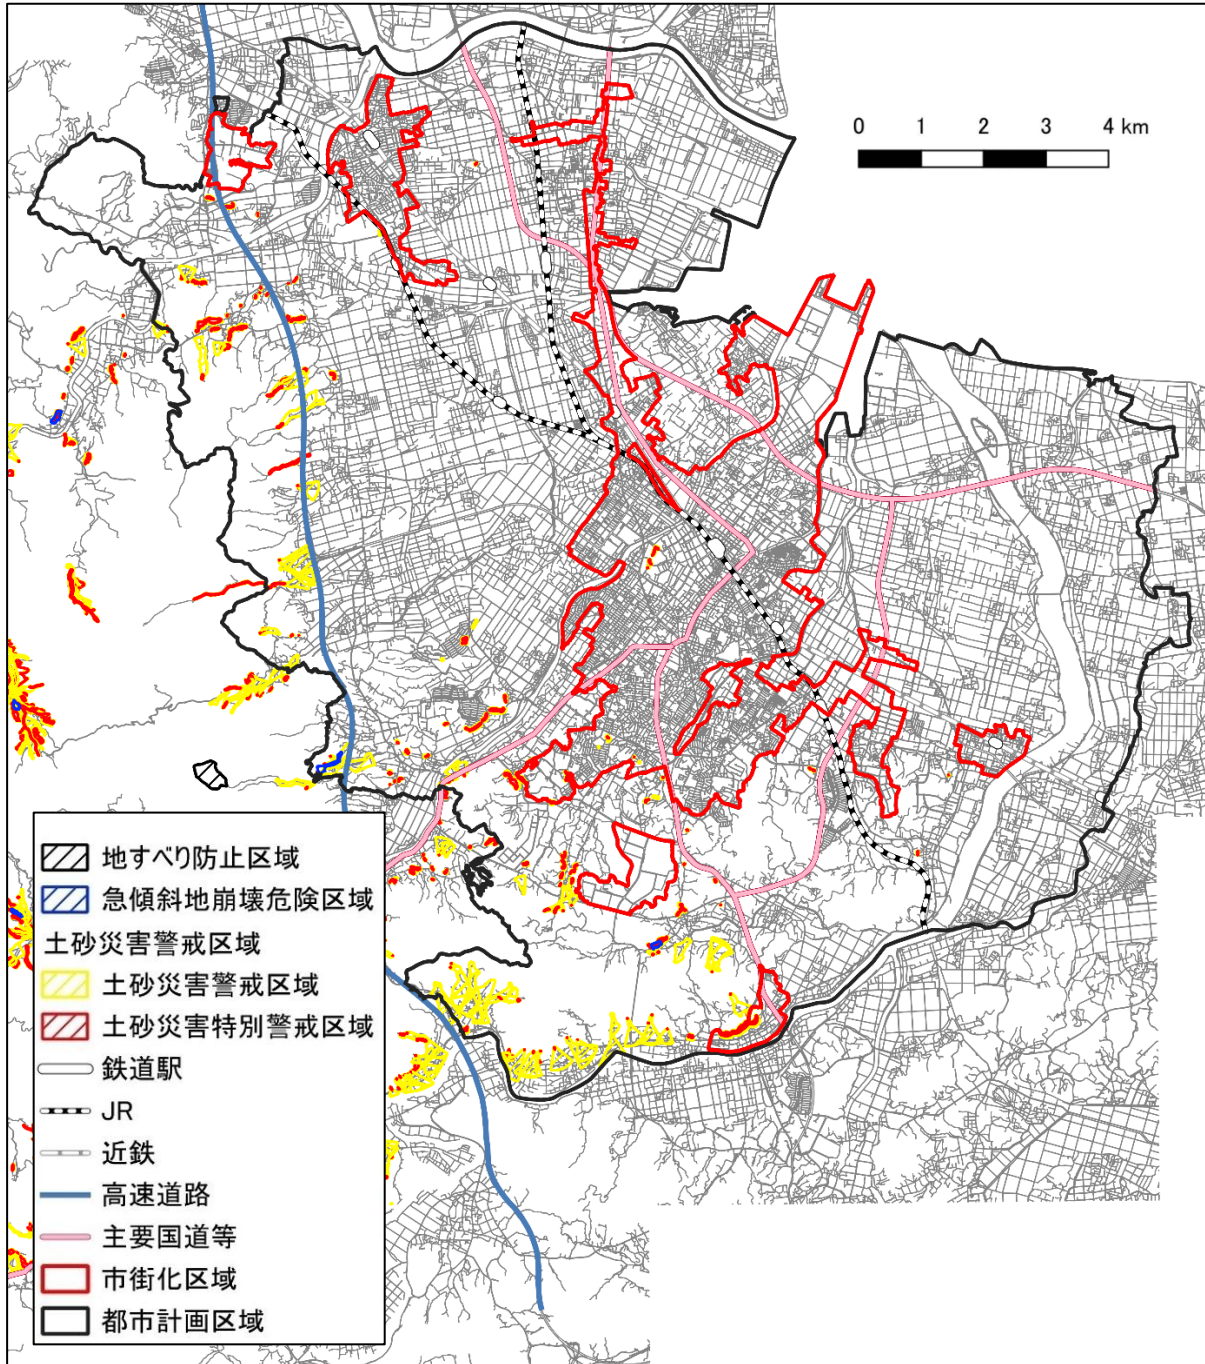 0 1 2 3 4 km
地すべり防止区域
急傾斜地崩壊危険区域
土砂災害警戒区域
土砂災害警戒区域
土砂災害特別警戒区域
鉄道駅
JR
近鉄
高速道路
主要国道等
市街化区域
都市計画区域